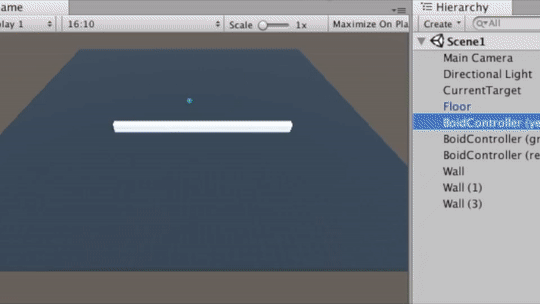 ame
Hierarchy
play 1
16:10
Scale
1x
Maximize On Pla
Create
All
Scene1
Main Camera
Directional Light
CurrentTarget
Floor
BoidController (ye
BoidController (gr
BoidController (re
Wall
Wall (1)
Wall (3)